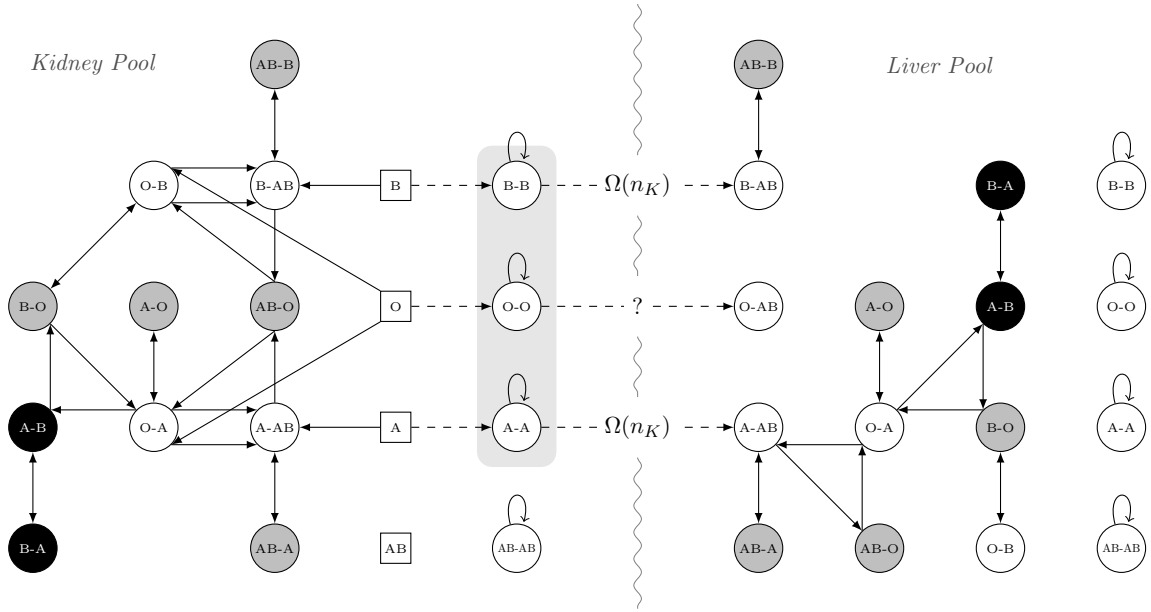 AB-B
AB-B
Kidney Pool
Liver Pool
O-B
B-AB
B
B-B
Ω(n_K)
B-AB
B-A
B-B
B-O
A-O
AB-O
O
O-O
?
O-AB
A-O
A-B
O-O
A-B
O-A
A-AB
A
A-A
Ω(n_K)
A-AB
O-A
B-O
A-A
B-A
AB-A
AB
AB-AB
AB-A
AB-O
O-B
AB-AB